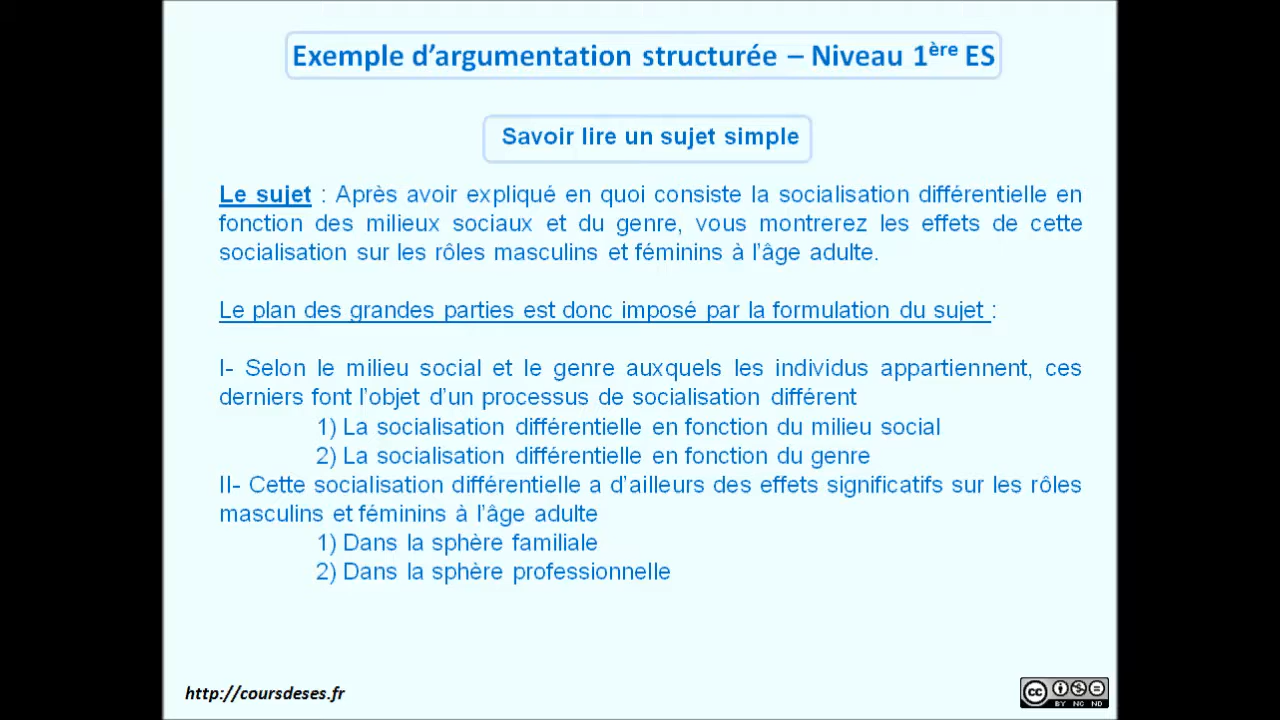 Exemple d’argumentation structurée – Niveau 1ère ES
Savoir lire un sujet simple
Le sujet : Après avoir expliqué en quoi consiste la socialisation différentielle en
fonction des milieux sociaux et du genre, vous montrerez les effets de cette
socialisation sur les rôles masculins et féminins à l’âge adulte.
Le plan des grandes parties est donc imposé par la formulation du sujet :
I- Selon le milieu social et le genre auxquels les individus appartiennent, ces
derniers font l’objet d’un processus de socialisation différent
1) La socialisation différentielle en fonction du milieu social
2) La socialisation différentielle en fonction du genre
II- Cette socialisation différentielle a d’ailleurs des effets significatifs sur les rôles
masculins et féminins à l’âge adulte
1) Dans la sphère familiale
2) Dans la sphère professionnelle
http://coursdeses.fr
cc
BY NC ND